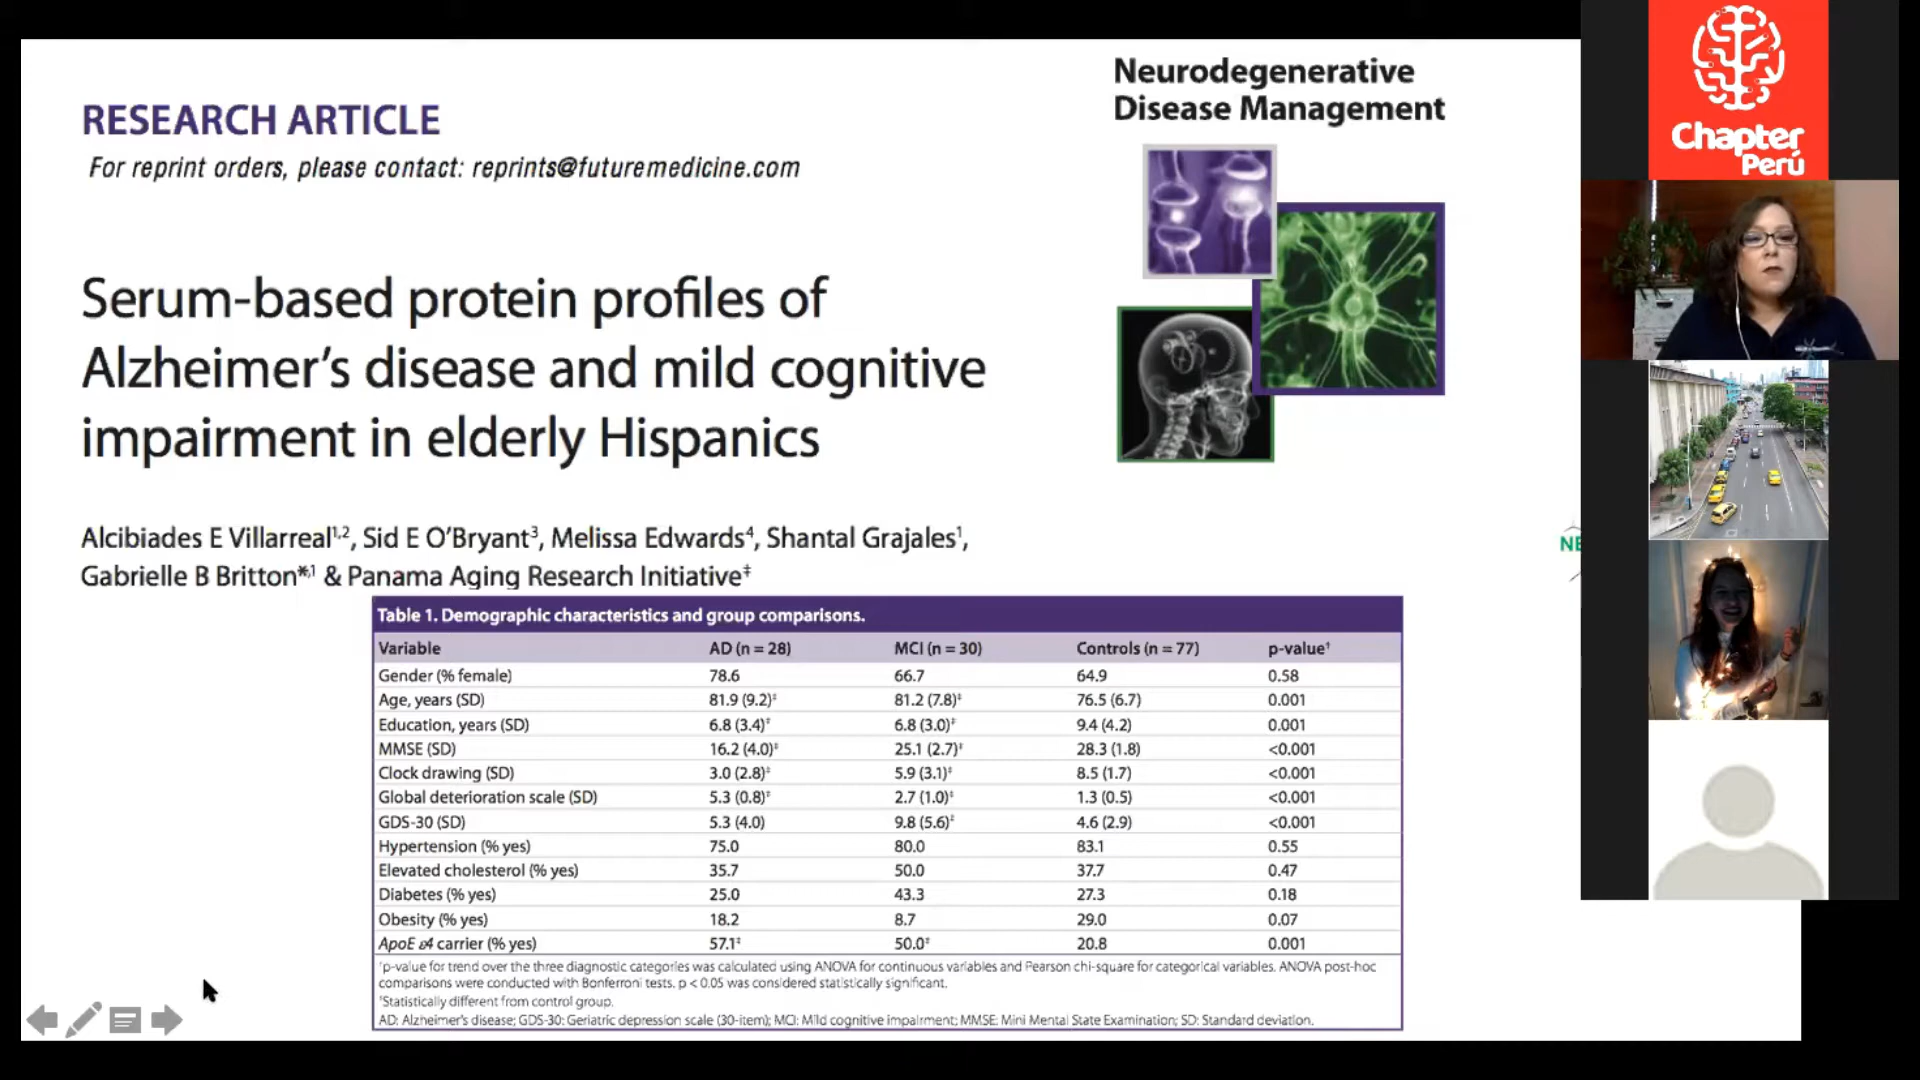 RESEARCH ARTICLE
For reprint orders, please contact: reprints@futuremedicine.com
Neurodegenerative
Disease Management
Serum-based protein profiles of
Alzheimer's disease and mild cognitive
impairment in elderly Hispanics
Alcibiades E Villarreal1,2, Sid E O'Bryant3, Melissa Edwards4, Shantal Grajales1,
Gabrielle B Britton*,1 & Panama Aging Research Initiative‡
Table 1. Demographic characteristics and group comparisons.
Variable AD (n = 28) MCI (n = 30) Controls (n = 77) p-value†
Gender (% female) 78.6 66.7 64.9 0.58
Age, years (SD) 81.9 (9.2)‡ 81.2 (7.8)‡ 76.5 (6.7) 0.001
Education, years (SD) 6.8 (3.4)‡ 6.8 (3.0)‡ 9.4 (4.2) 0.001
MMSE (SD) 16.2 (4.0)‡ 25.1 (2.7)‡ 28.3 (1.8) <0.001
Clock drawing (SD) 3.0 (2.8)‡ 5.9 (3.1)‡ 8.5 (1.7) <0.001
Global deterioration scale (SD) 5.3 (0.8)‡ 2.7 (1.0)‡ 1.3 (0.5) <0.001
GDS-30 (SD) 5.3 (4.0) 9.8 (5.6)‡ 4.6 (2.9) <0.001
Hypertension (% yes) 75.0 80.0 83.1 0.55
Elevated cholesterol (% yes) 35.7 50.0 37.7 0.47
Diabetes (% yes) 25.0 43.3 27.3 0.18
Obesity (% yes) 18.2 8.7 29.0 0.07
ApoE ε4 carrier (% yes) 57.1‡ 50.0‡ 20.8 0.001
†p-value for trend over the three diagnostic categories was calculated using ANOVA for continuous variables and Pearson chi-square for categorical variables. ANOVA post-hoc
comparisons were conducted with Bonferroni tests. p < 0.05 was considered statistically significant.
‡Statistically different from control group.
AD: Alzheimer's disease; GDS-30: Geriatric depression scale (30-item); MCI: Mild cognitive impairment; MMSE: Mini Mental State Examination; SD: Standard deviation.
NE
Chapter
Perú